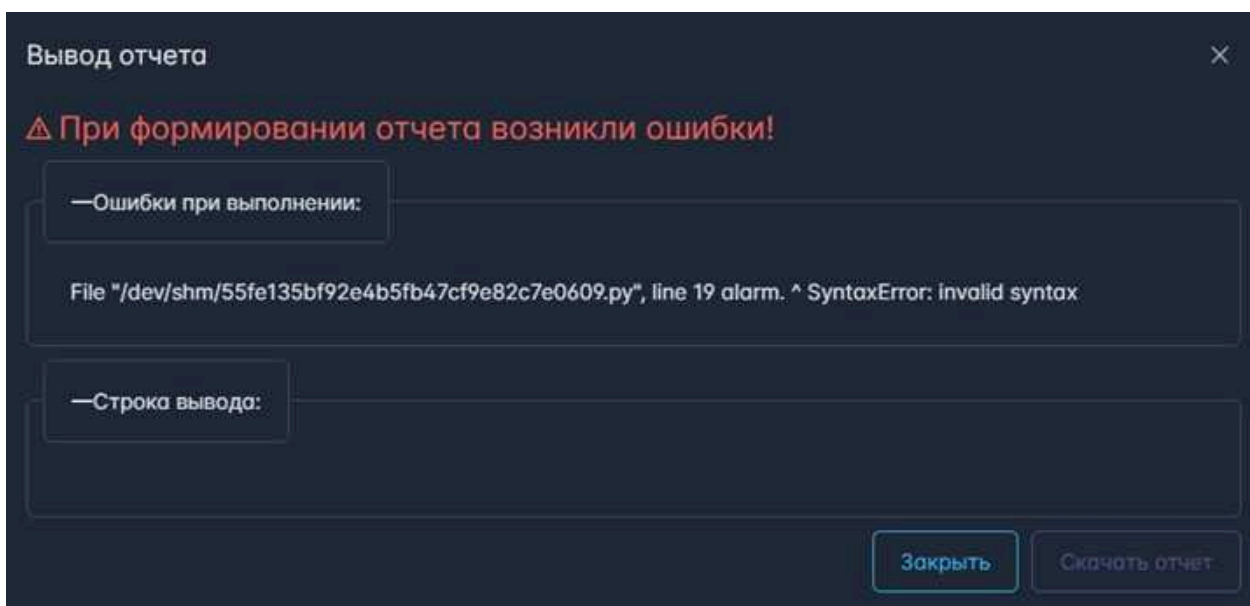 Вывод отчета
⚠ При формировании отчета возникли ошибки!
—Ошибки при выполнении:
File "/dev/shm/55fe135bf92e4b5fb47cf9e82c7e0609.py", line 19 alarm. ^ SyntaxError: invalid syntax
—Строка вывода:
Закрыть
Скачать отчет